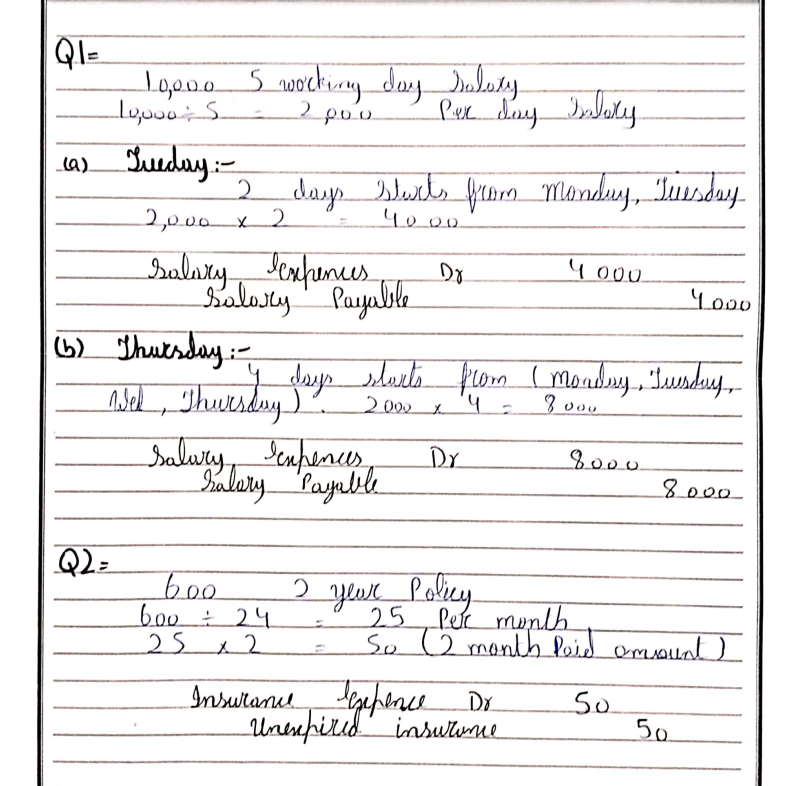 Q1=
10,000 5 working day Salary
10,000 ÷ 5 = 2,000 Per day Salary
(a) Tueday :-
2 days starts from Monday, Tuesday
2,000 x 2 = 4000
Salary Expences Dr 4000
Salary Payable 4000
(b) Thursday :-
4 days starts from (Monday, Tuesday,
Wed, Thursday). 2000 x 4 = 8000
Salary Expences Dr 8000
Salary Payable 8000
Q2=
600 2 year Policy
600 ÷ 24 = 25 Per month
25 x 2 = 50 (2 month Paid amount)
Insurance Expence Dr 50
Unexpired insurance 50